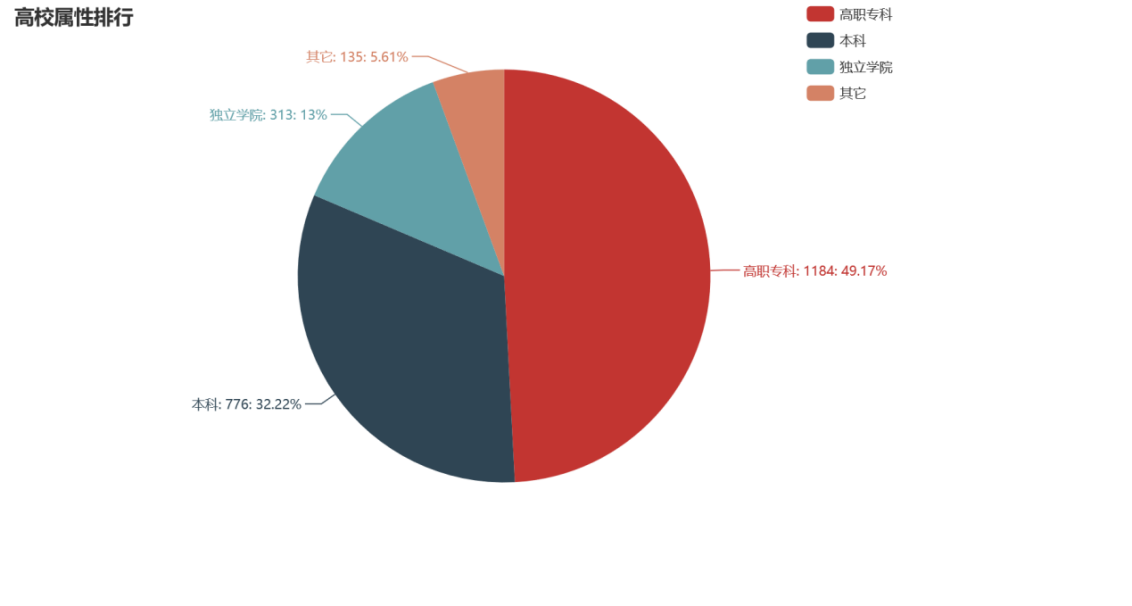 高校属性排行
高职专科
本科
独立学院
其它
其它: 135: 5.61%
独立学院: 313: 13%
高职专科: 1184: 49.17%
本科: 776: 32.22%